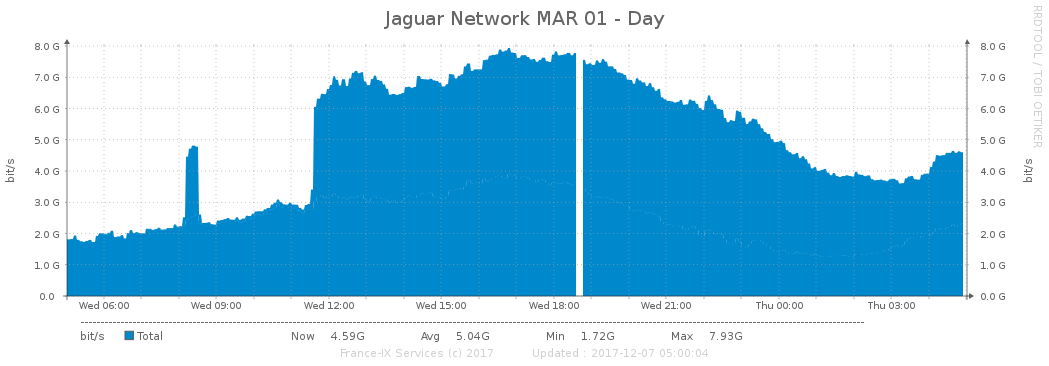 Jaguar Network MAR 01 - Day
RRDTOOL / TOBI OETIKER
bit/s
8.0 G
7.0 G
6.0 G
5.0 G
4.0 G
3.0 G
2.0 G
1.0 G
0.0
8.0 G
7.0 G
6.0 G
5.0 G
4.0 G
3.0 G
2.0 G
1.0 G
0.0 G
bit/s
Wed 06:00 Wed 09:00 Wed 12:00 Wed 15:00 Wed 18:00 Wed 21:00 Thu 00:00 Thu 03:00
bit/s Total Now 4.59G Avg 5.04G Min 1.72G Max 7.93G
France-IX Services (c) 2017 Updated : 2017-12-07 05:00:04